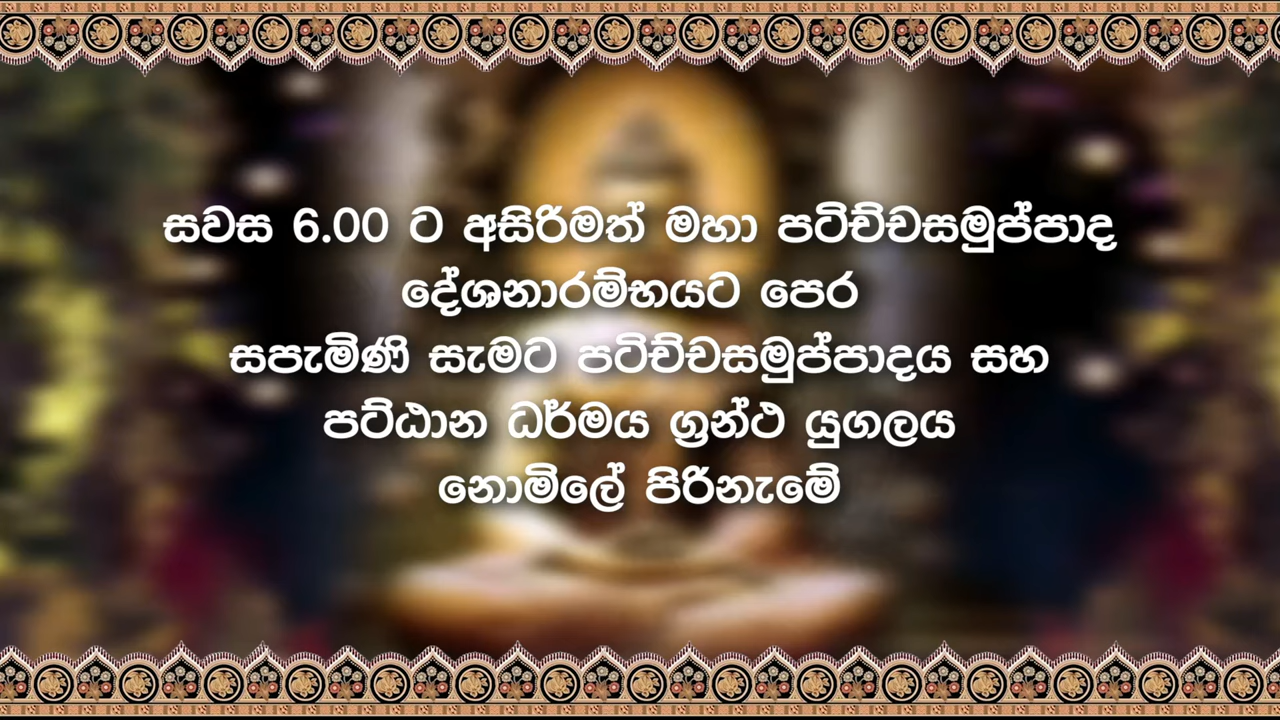 සවස 6.00 ට අසිරිමත් මහා පටිච්චසමුප්පාද
දේශනාරම්භයට පෙර
සපැමිණි සැමට පටිච්චසමුප්පාදය සහ
පට්ඨාන ධර්මය ග්‍රන්ථ යුගලය
නොමිලේ පිරිනැමේ